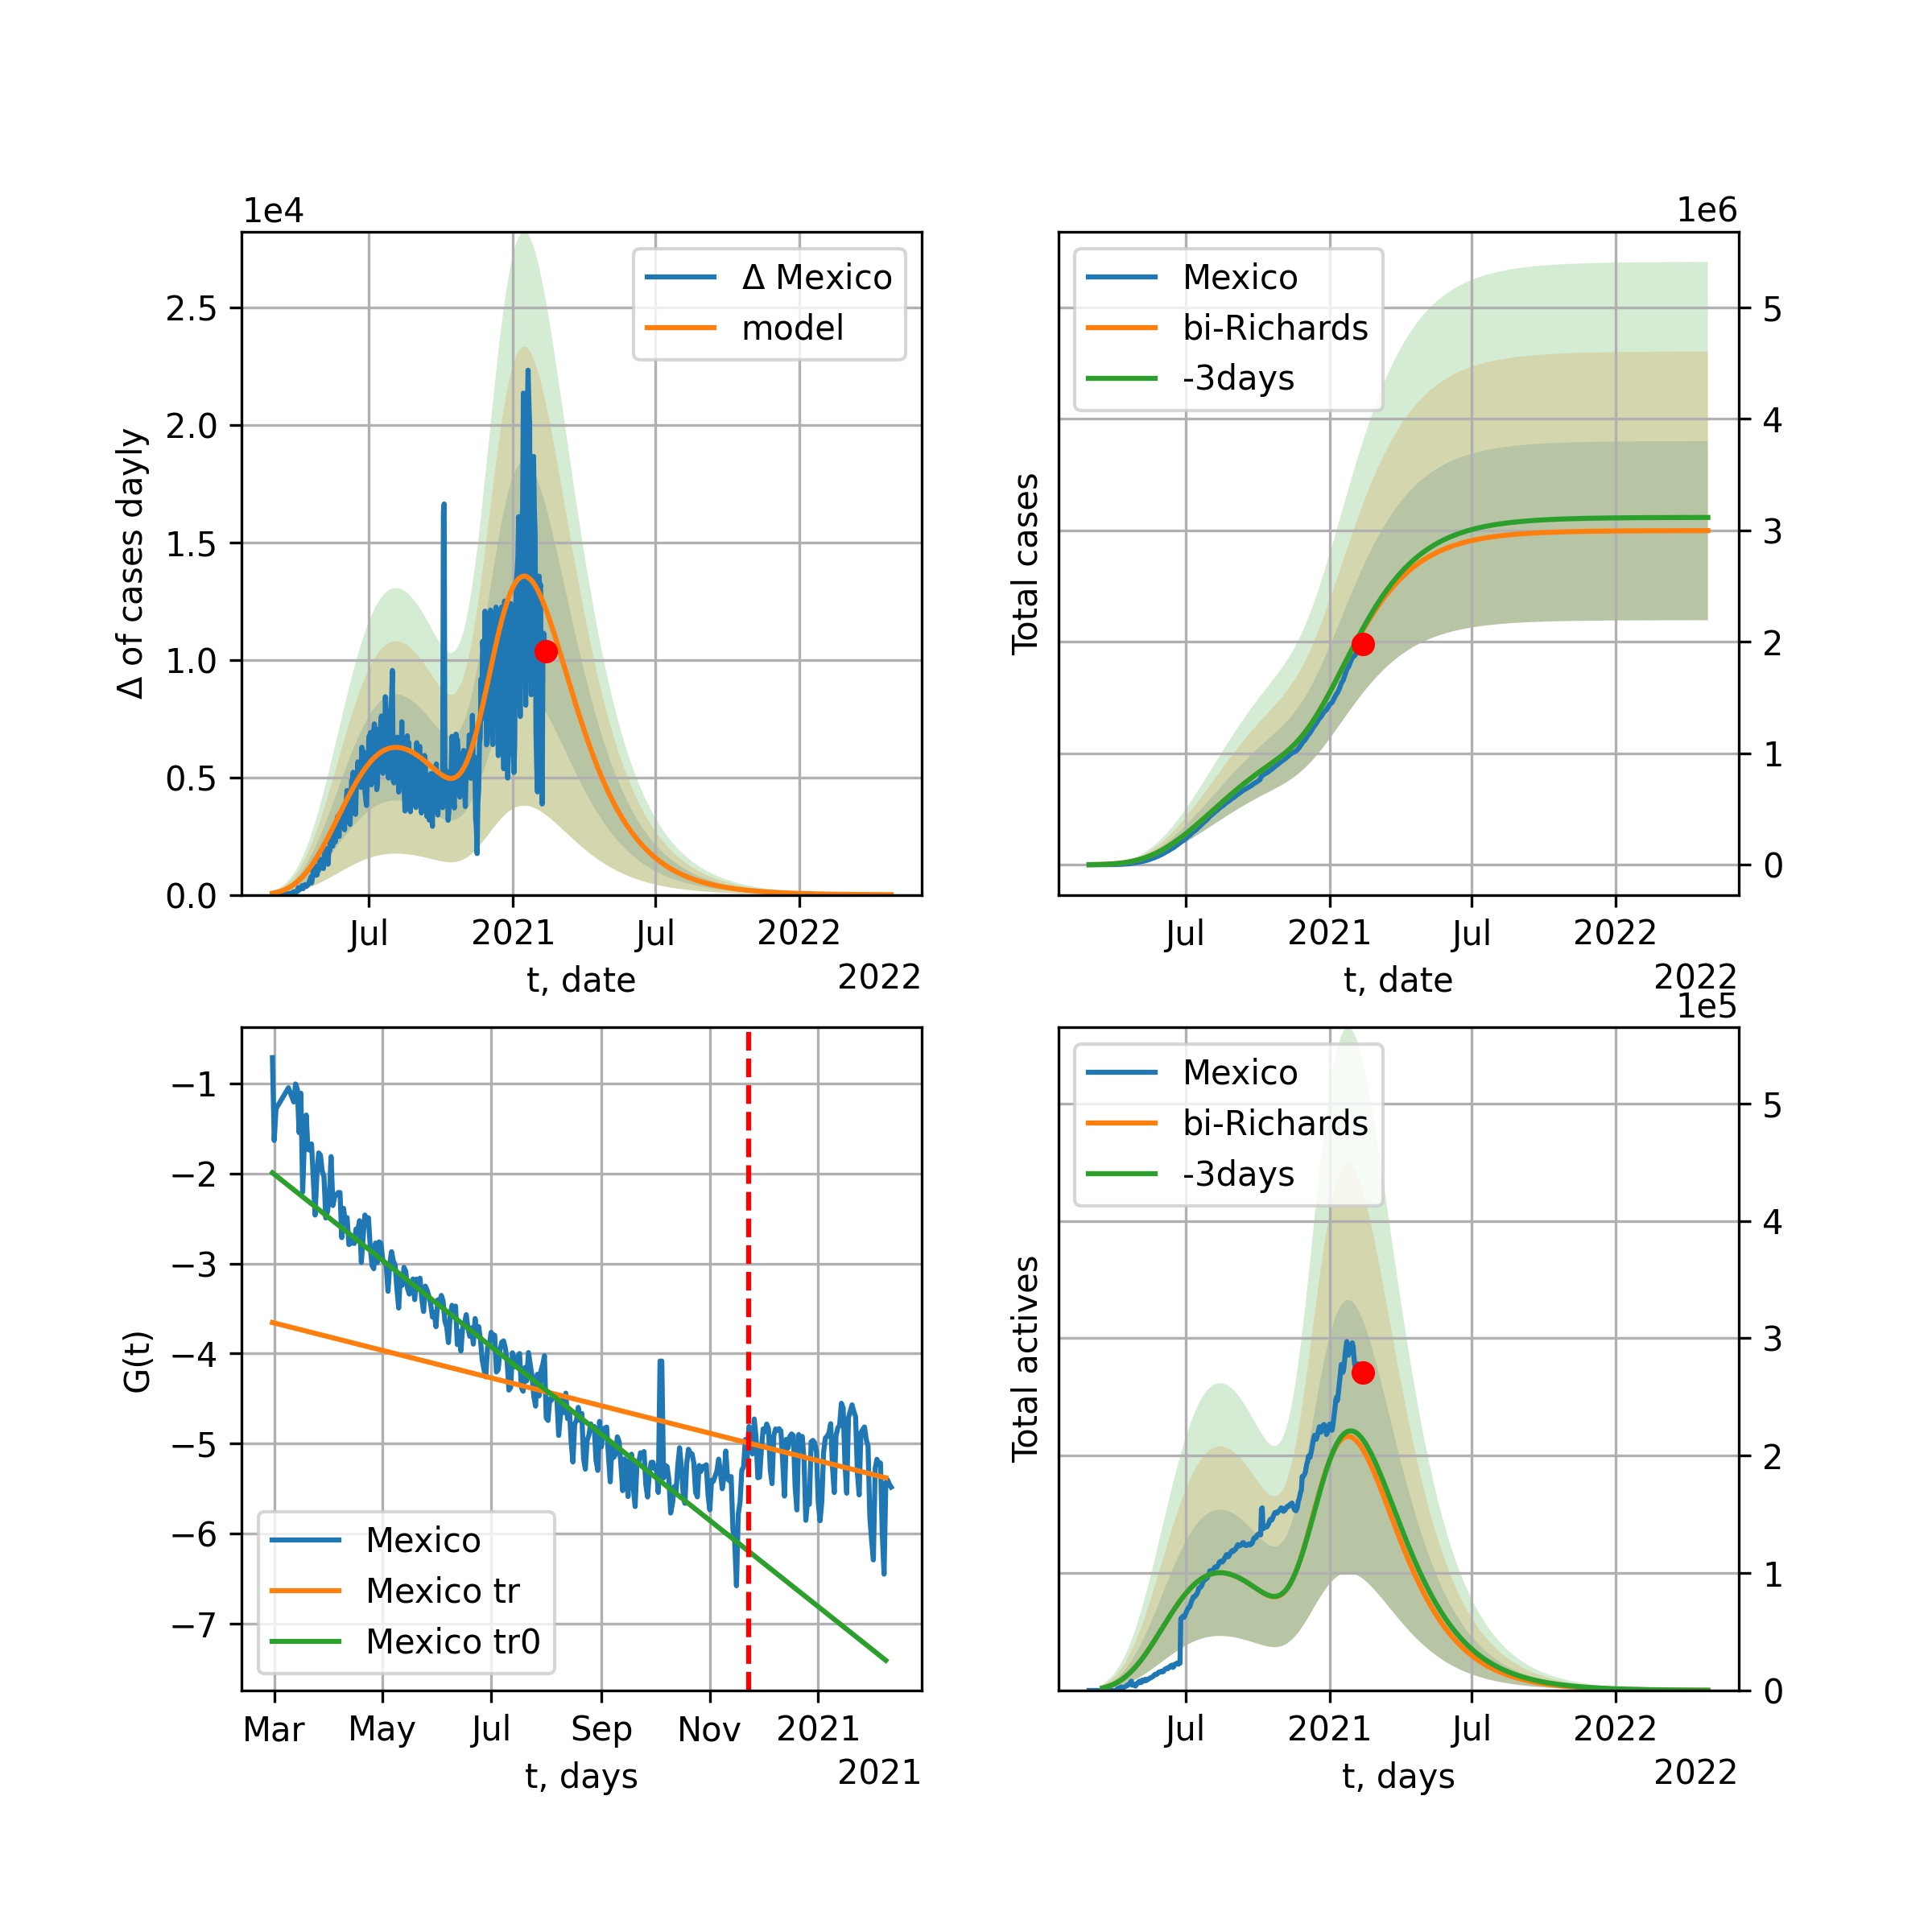 1e4
Δ of cases dayly
2.5
2.0
1.5
1.0
0.5
0.0
Δ Mexico
model
Jul
2021
Jul
2022
t, date
2022
1e6
Total cases
Mexico
bi-Richards
-3days
5
4
3
2
1
0
Jul
2021
Jul
2022
t, date
2022
G(t)
−1
−2
−3
−4
−5
−6
−7
Mexico
Mexico tr
Mexico tr0
Mar
May
Jul
Sep
Nov
2021
t, days
2021
1e5
Total actives
Mexico
bi-Richards
-3days
5
4
3
2
1
0
Jul
2021
Jul
2022
t, days
2022